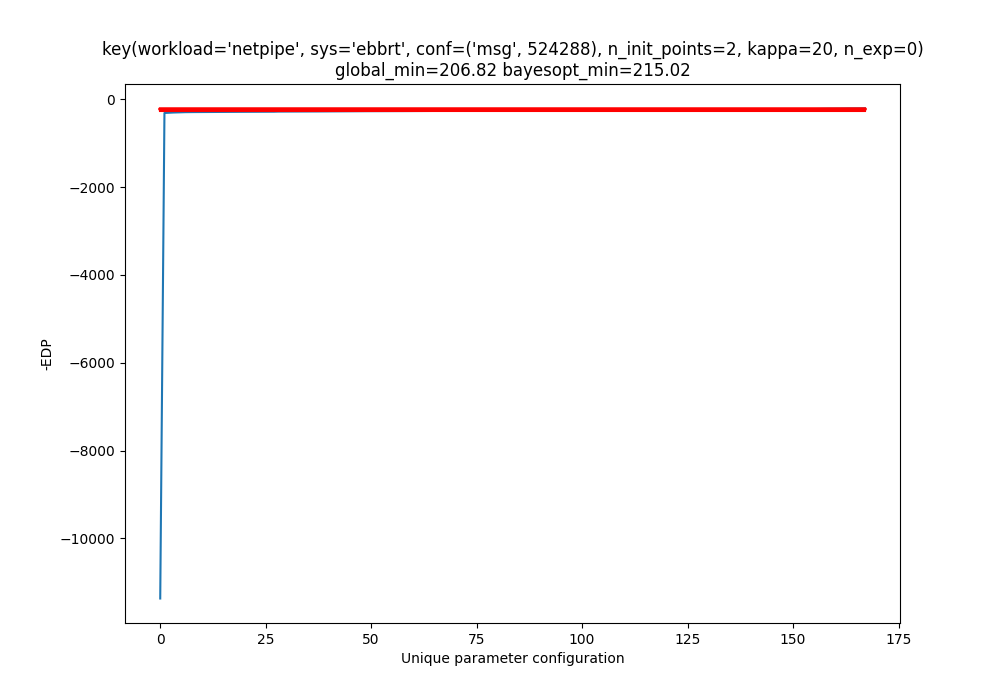 key(workload='netpipe', sys='ebbrt', conf=('msg', 524288), n_init_points=2, kappa=20, n_exp=0)
global_min=206.82 bayesopt_min=215.02
0
−2000
−4000
−6000
−8000
−10000
-EDP
0 25 50 75 100 125 150 175
Unique parameter configuration